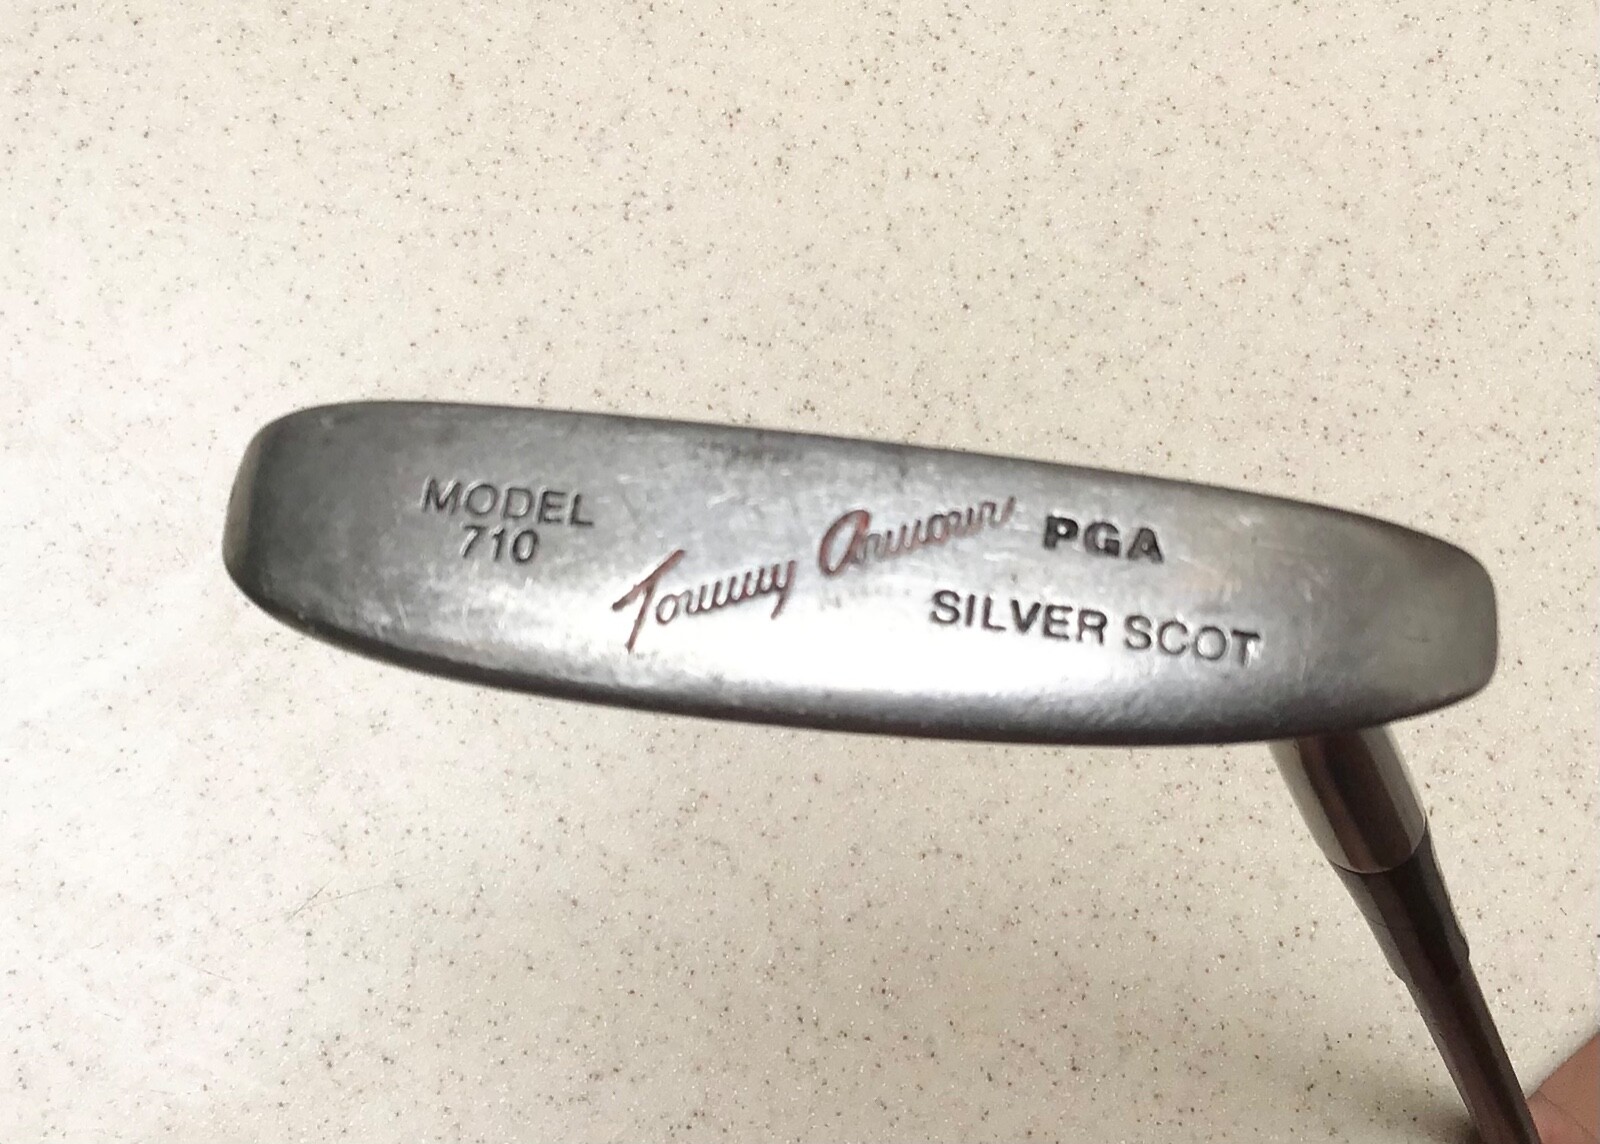 MODEL
710
Tommy Armour PGA
SILVER SCOT